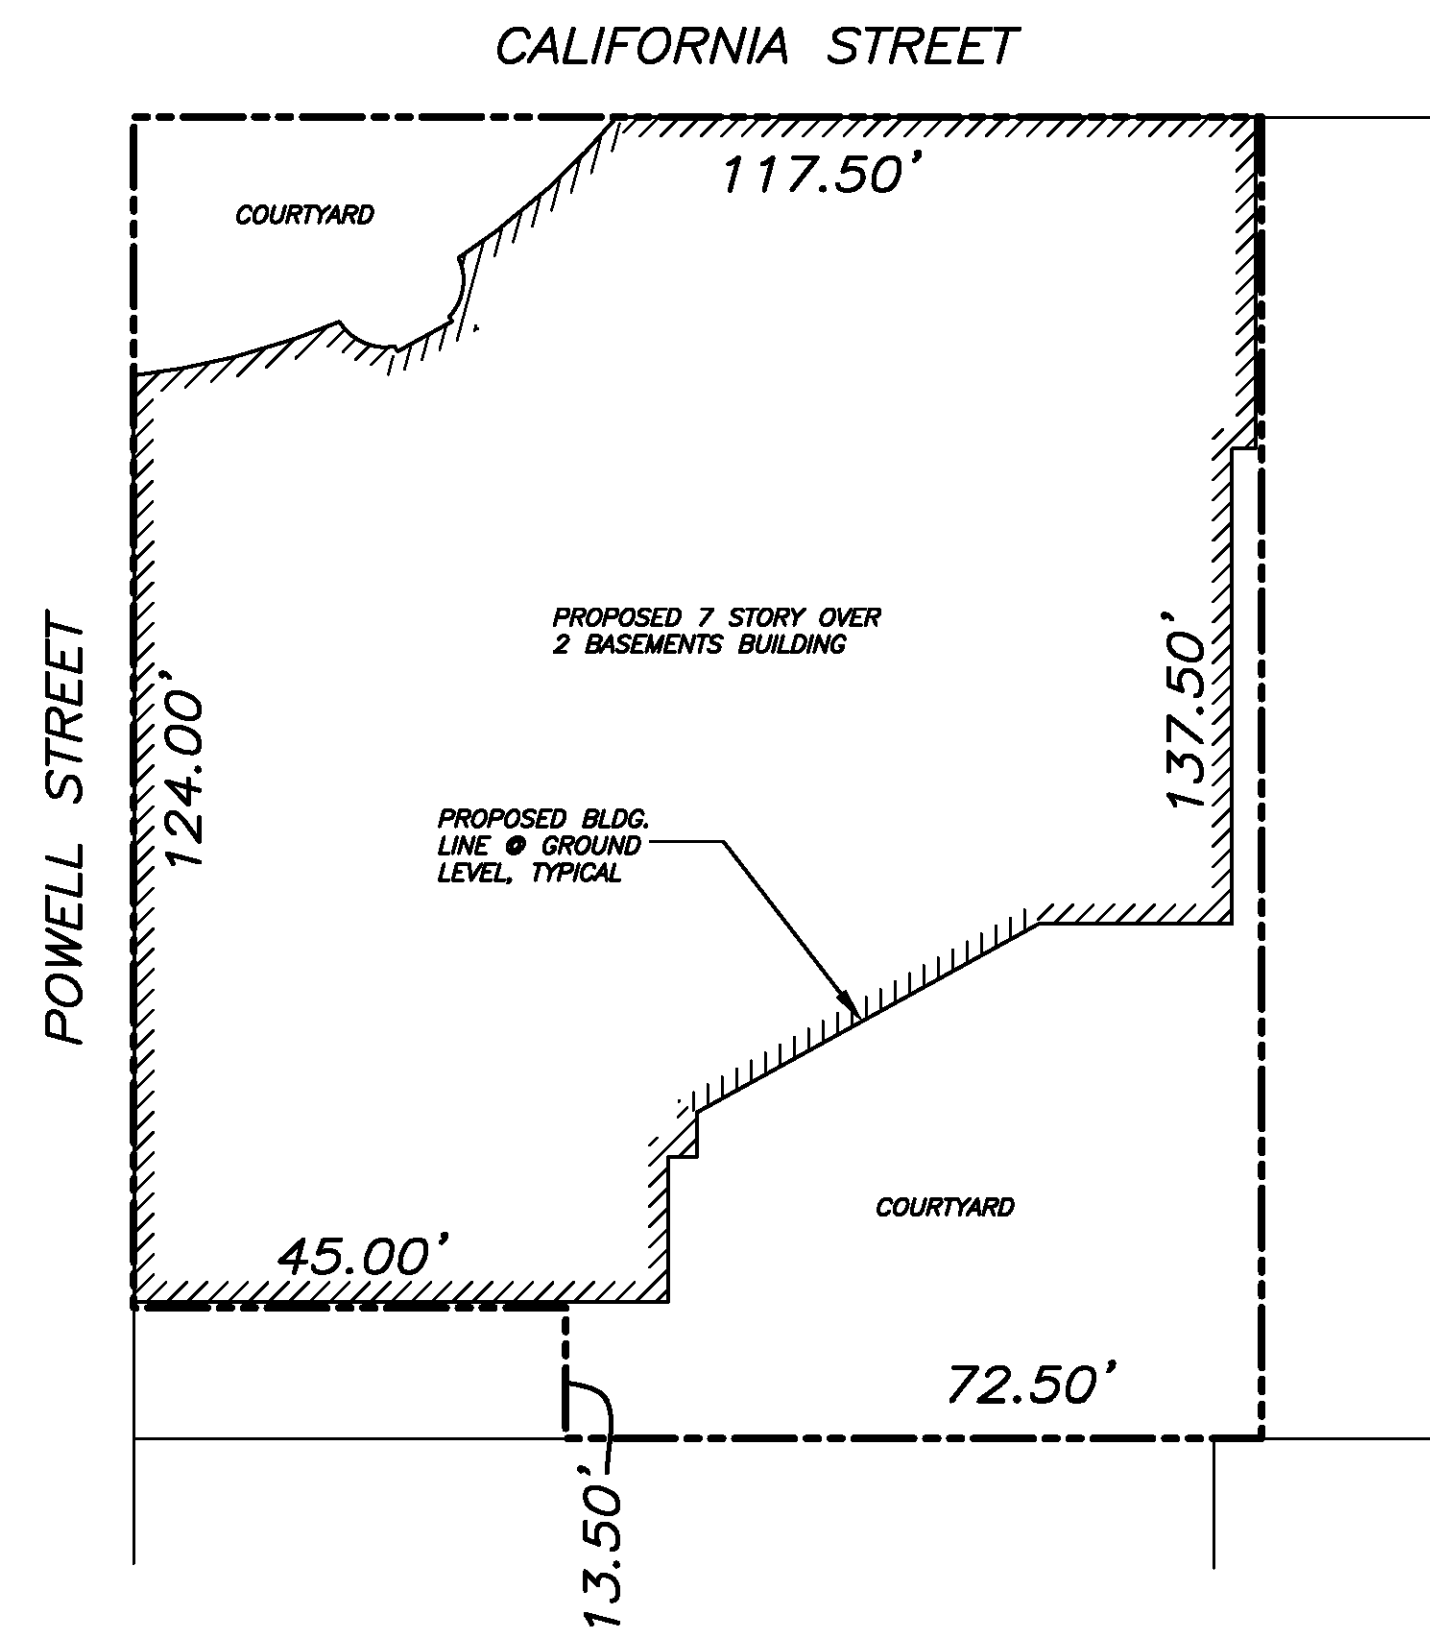 CALIFORNIA STREET
117.50'
COURTYARD
PROPOSED 7 STORY OVER
2 BASEMENTS BUILDING
POWELL STREET
124.00'
137.50'
PROPOSED BLDG.
LINE @ GROUND
LEVEL, TYPICAL
COURTYARD
45.00'
72.50'
13.50'